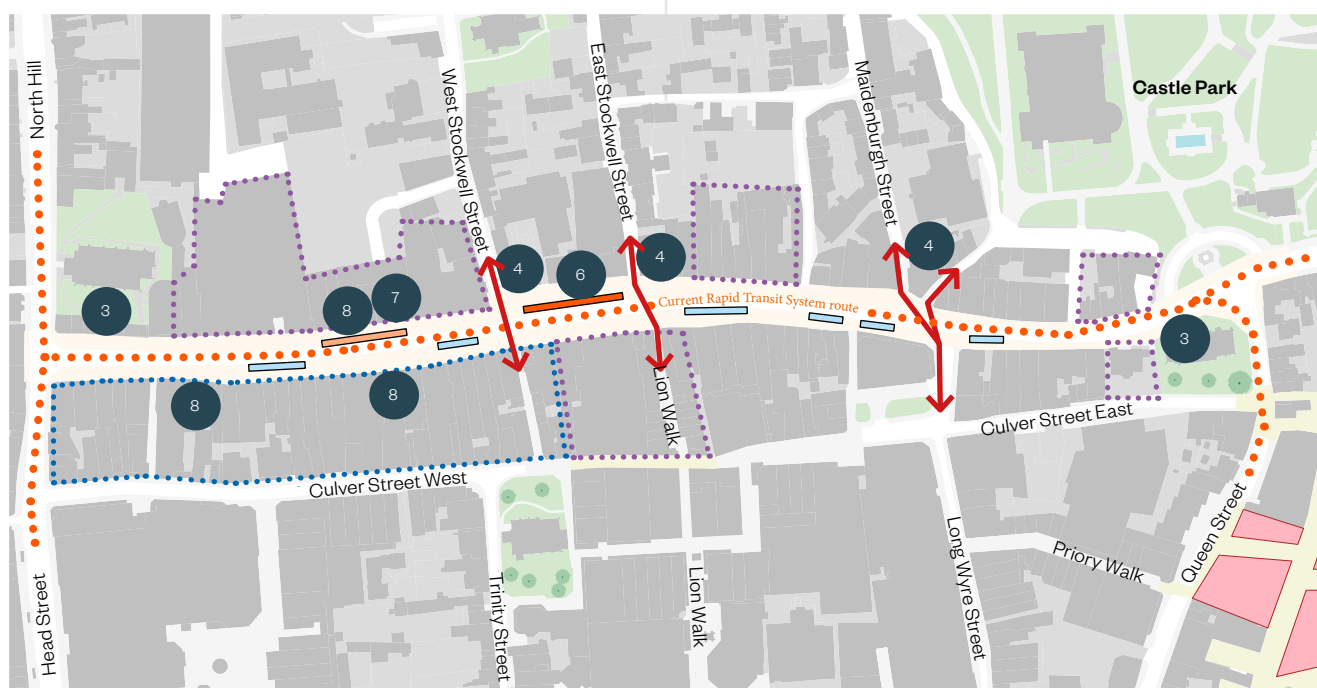 North Hill
West Stockwell Street
East Stockwell Street
Maidenburgh Street
Castle Park
3
8
7
4
6
4
4
3
Current Rapid Transit System route
8
8
Lion Walk
Culver Street East
Culver Street West
Head Street
Trinity Street
Lion Walk
Long Wyre Street
Priory Walk
Queen Street